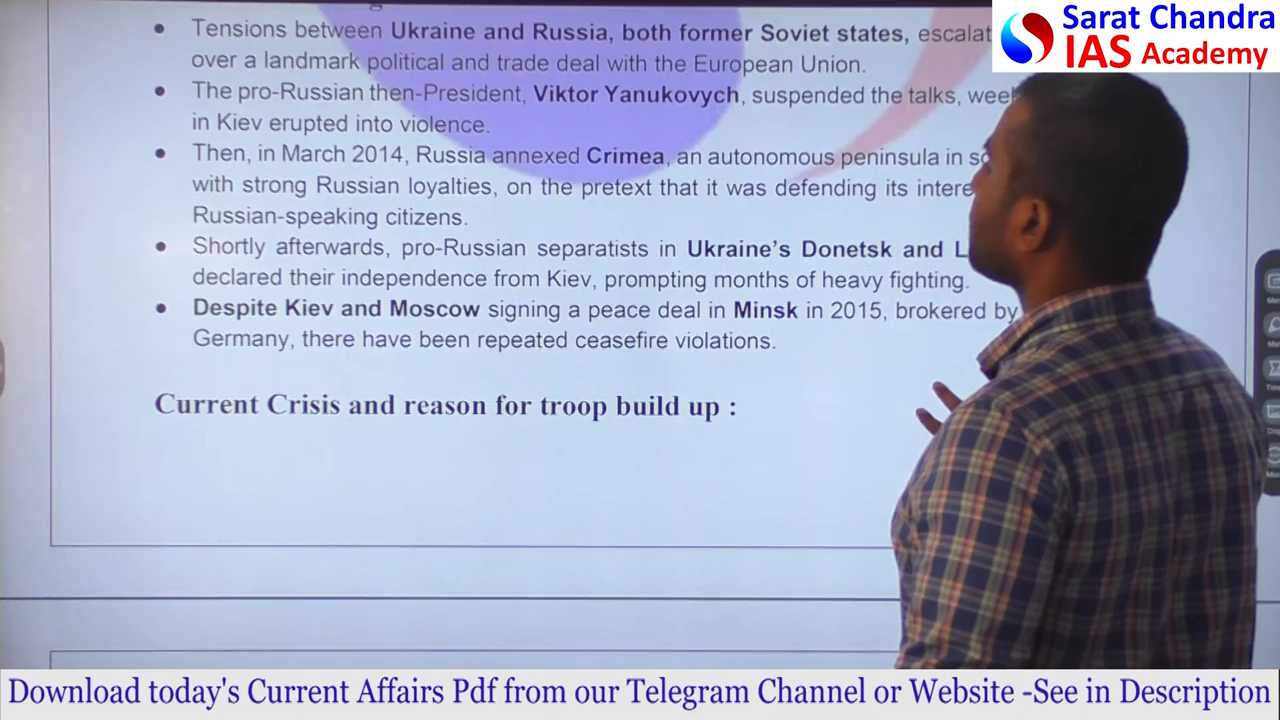 Sarat Chandra
IAS Academy
Tensions between Ukraine and Russia, both former Soviet states,
over a landmark political and trade deal with the European Union.
The pro-Russian then-President, Viktor Yanukovych, suspended the talks,
in Kiev erupted into violence.
Then, in March 2014, Russia annexed Crimea, an autonomous peninsula in
with strong Russian loyalties, on the pretext that it was defending its
Russian-speaking citizens.
Shortly afterwards, pro-Russian separatists in Ukraine's Donetsk and
declared their independence from Kiev, prompting months of heavy fighting.
Despite Kiev and Moscow signing a peace deal in Minsk in 2015, brokered by
Germany, there have been repeated ceasefire violations.
Current Crisis and reason for troop build up :
Download today's Current Affairs Pdf from our Telegram Channel or Website -See in Description